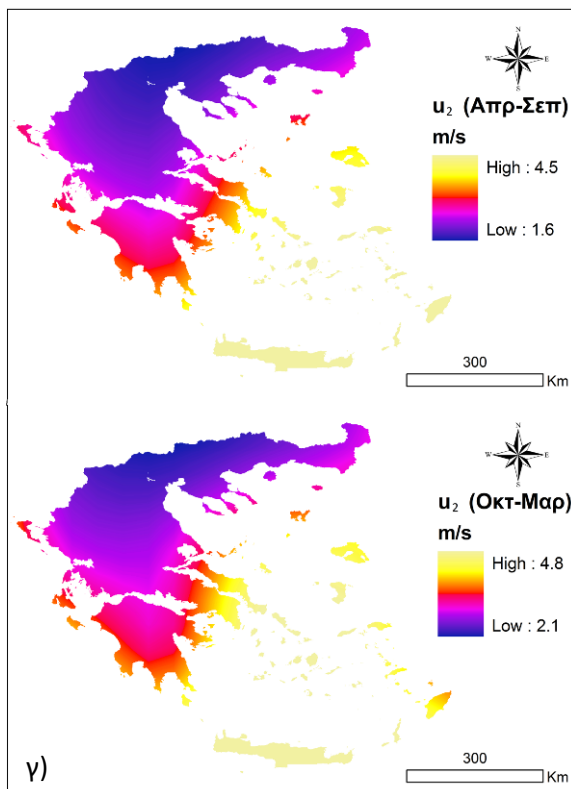 N
W E
S
u₂ (Απρ-Σεπ)
m/s
High : 4.5
Low : 1.6
300
Km
N
W E
S
u₂ (Οκτ-Μαρ)
m/s
High : 4.8
Low : 2.1
300
Km
γ)